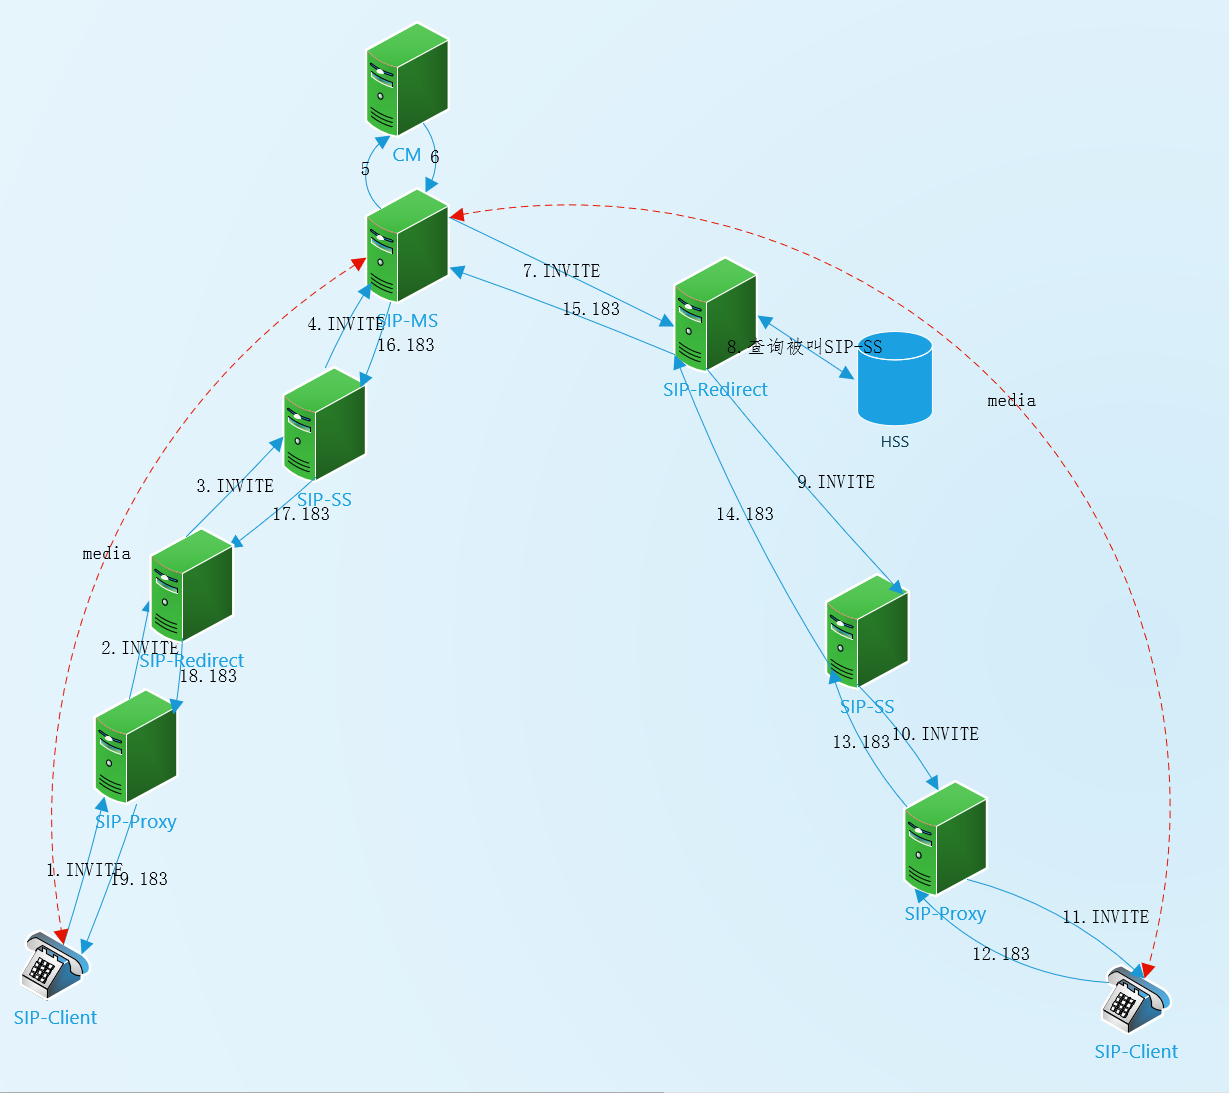 CM
5
6
7.INVITE
15.183
SIP-MS
4.INVITE
16.183
8.查询被叫SIP-SS
SIP-Redirect
media
HSS
9.INVITE
3.INVITE
SIP-SS
17.183
14.183
media
2.INVITE
SIP-Redirect
18.183
SIP-SS
10.INVITE
13.183
SIP-Proxy
1.INVITE
19.183
SIP-Proxy
11.INVITE
12.183
SIP-Client
SIP-Client